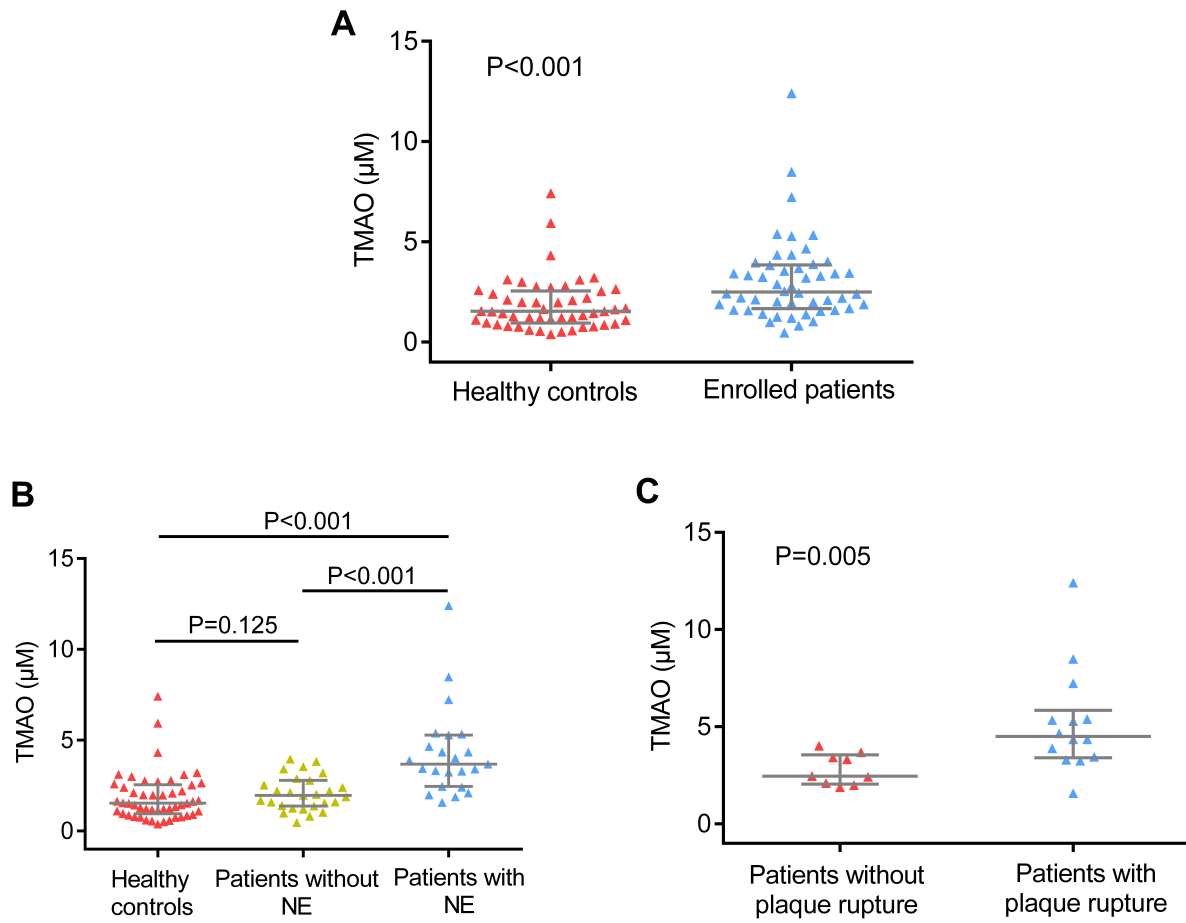 A
15
P<0.001
10
TMAO (μM)
5
0
Healthy controls
Enrolled patients
B
P<0.001
15
P<0.001
P=0.125
10
TMAO (μM)
5
0
Healthy
controls
Patients without
NE
Patients with
NE
C
15
P=0.005
10
TMAO (μM)
5
0
Patients without
plaque rupture
Patients with
plaque rupture